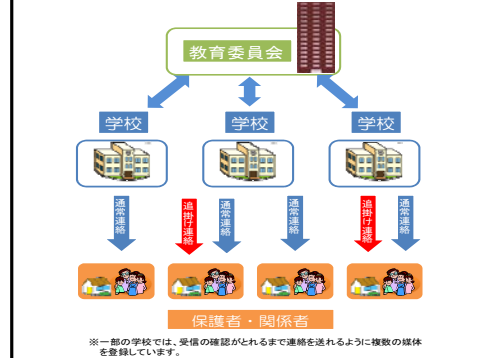 教育委員会
学校 学校 学校
通常連絡 追掛け連絡 通常連絡 通常連絡 追掛け連絡 通常連絡
保護者・関係者
※一部の学校では、受信の確認がとれるまで連絡を送れるように複数の媒体
を登録しています。